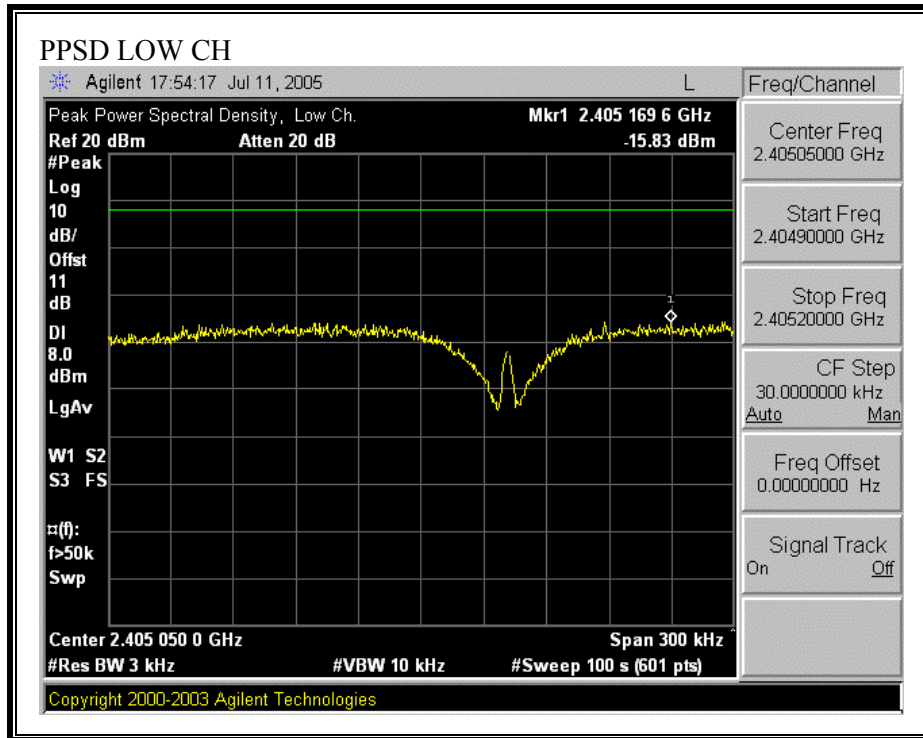 PPSD LOW CH
Agilent 17:54:17 Jul 11, 2005 L
Peak Power Spectral Density, Low Ch. Mkr1 2.405 169 6 GHz
Ref 20 dBm Atten 20 dB -15.83 dBm
#Peak
Log
10
dB/
Offst
11
dB
DI
8.0
dBm
LgAv
W1 S2
S3 FS
¤(f):
f>50k
Swp
1
Center 2.405 050 0 GHz Span 300 kHz ^
#Res BW 3 kHz #VBW 10 kHz #Sweep 100 s (601 pts)
Copyright 2000-2003 Agilent Technologies
Freq/Channel
Center Freq
2.40505000 GHz
Start Freq
2.40490000 GHz
Stop Freq
2.40520000 GHz
CF Step
30.0000000 kHz
Auto Man
Freq Offset
0.00000000 Hz
Signal Track
On Off